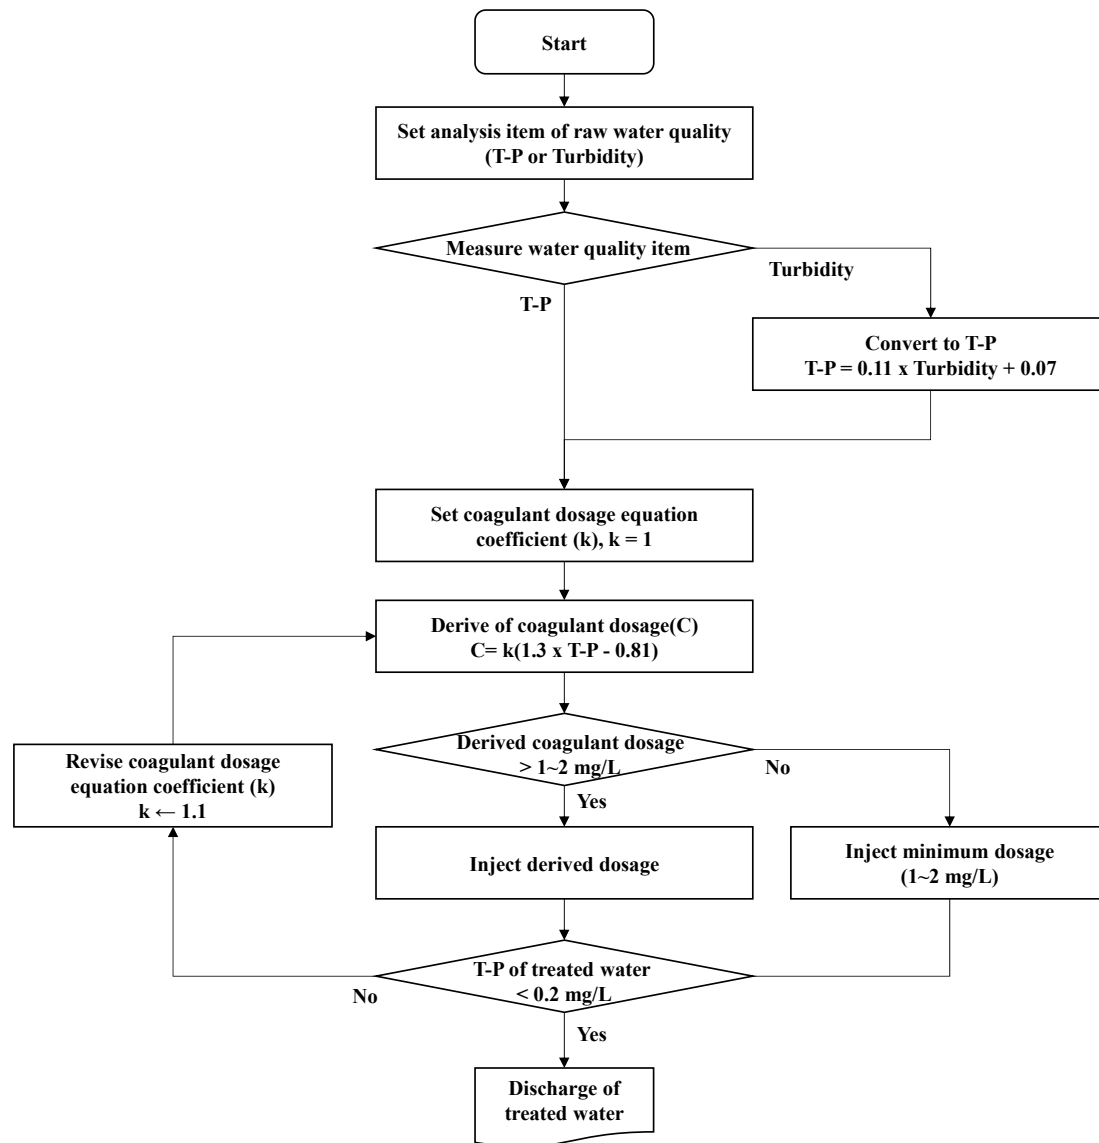 Start
Set analysis item of raw water quality
(T-P or Turbidity)
Measure water quality item
Turbidity
T-P
Convert to T-P
T-P = 0.11 x Turbidity + 0.07
Set coagulant dosage equation
coefficient (k), k = 1
Derive of coagulant dosage(C)
C= k(1.3 x T-P - 0.81)
Derived coagulant dosage
> 1~2 mg/L
No
Yes
Revise coagulant dosage
equation coefficient (k)
k ← 1.1
Inject derived dosage
Inject minimum dosage
(1~2 mg/L)
T-P of treated water
< 0.2 mg/L
No
Yes
Discharge of
treated water